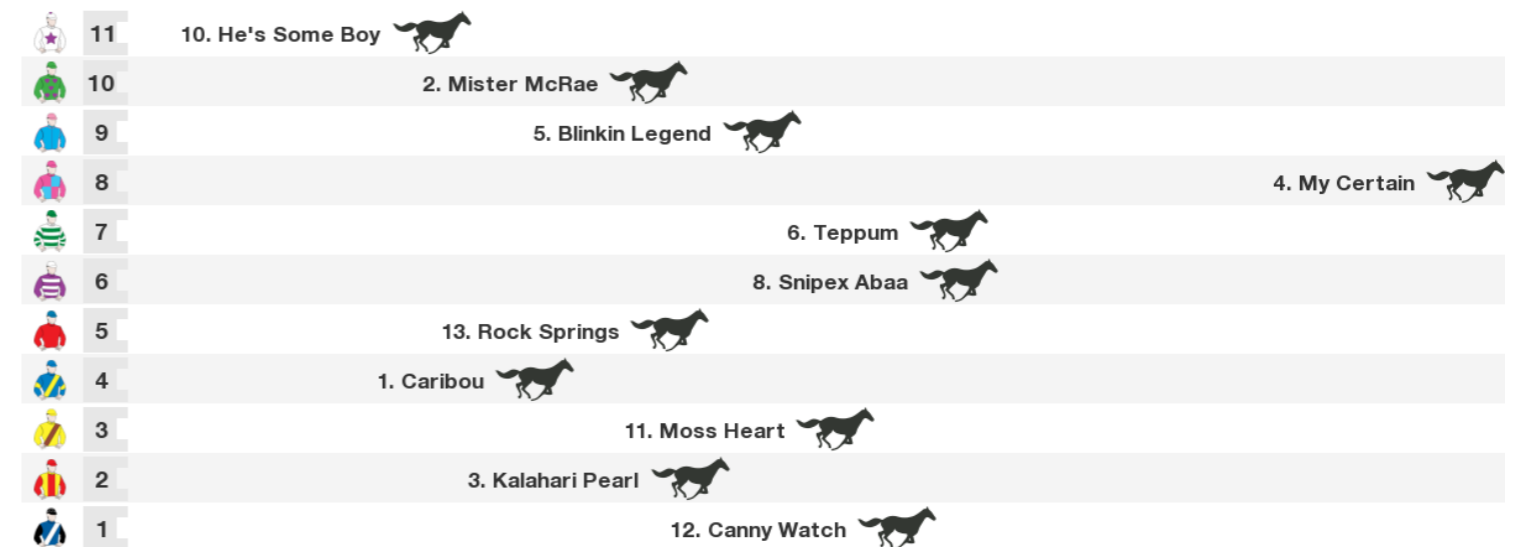 11 10. He's Some Boy
10 2. Mister McRae
9 5. Blinkin Legend
8 4. My Certain
7 6. Teppum
6 8. Snipex Abaa
5 13. Rock Springs
4 1. Caribou
3 11. Moss Heart
2 3. Kalahari Pearl
1 12. Canny Watch